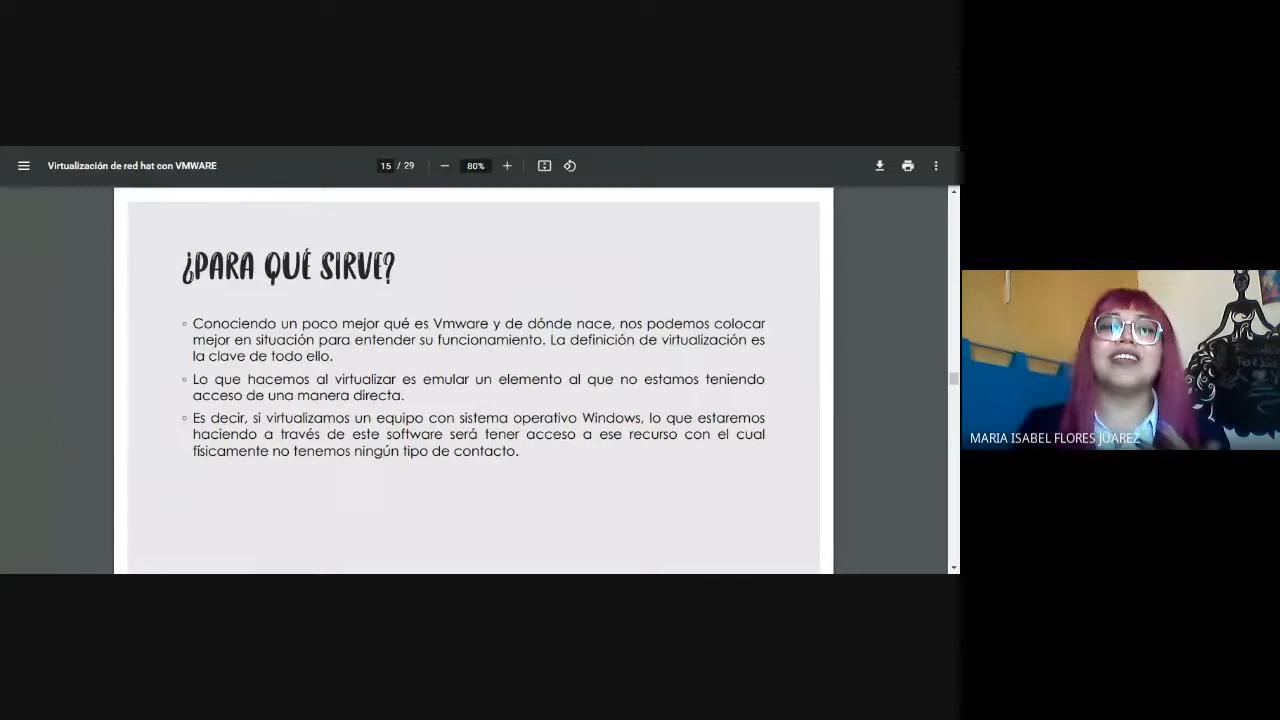 Virtualización de red hat con VMWARE
15 / 29
80%
¿PARA QUÉ SIRVE?
Conociendo un poco mejor qué es Vmware y de dónde nace, nos podemos colocar
mejor en situación para entender su funcionamiento. La definición de virtualización es
la clave de todo ello.
Lo que hacemos al virtualizar es emular un elemento al que no estamos teniendo
acceso de una manera directa.
Es decir, si virtualizamos un equipo con sistema operativo Windows, lo que estaremos
haciendo a través de este software será tener acceso a ese recurso con el cual
físicamente no tenemos ningún tipo de contacto.
MARIA ISABEL FLORES JUAREZ